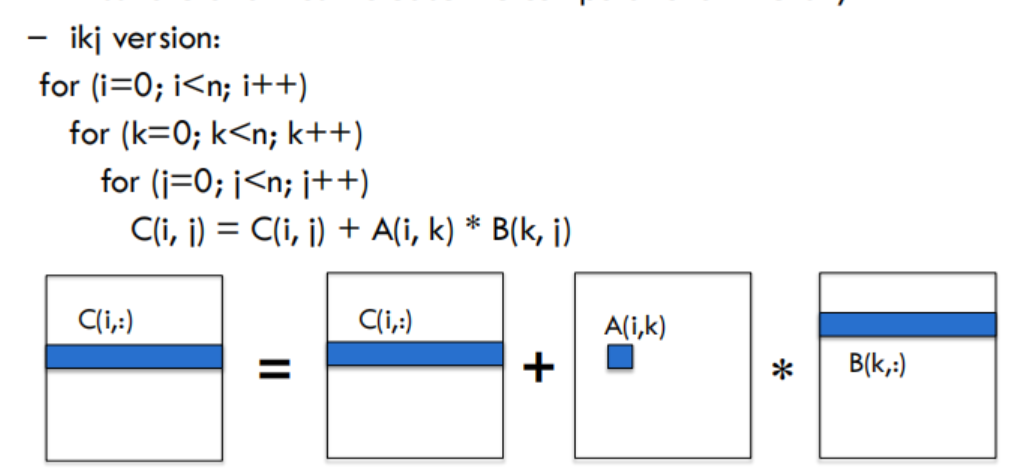 – ikj version:
for (i=0; i<n; i++)
for (k=0; k<n; k++)
for (j=0; j<n; j++)
C(i, j) = C(i, j) + A(i, k) * B(k, j)
C(i,:)
=
C(i,:)
+
A(i,k)
*
B(k,:)